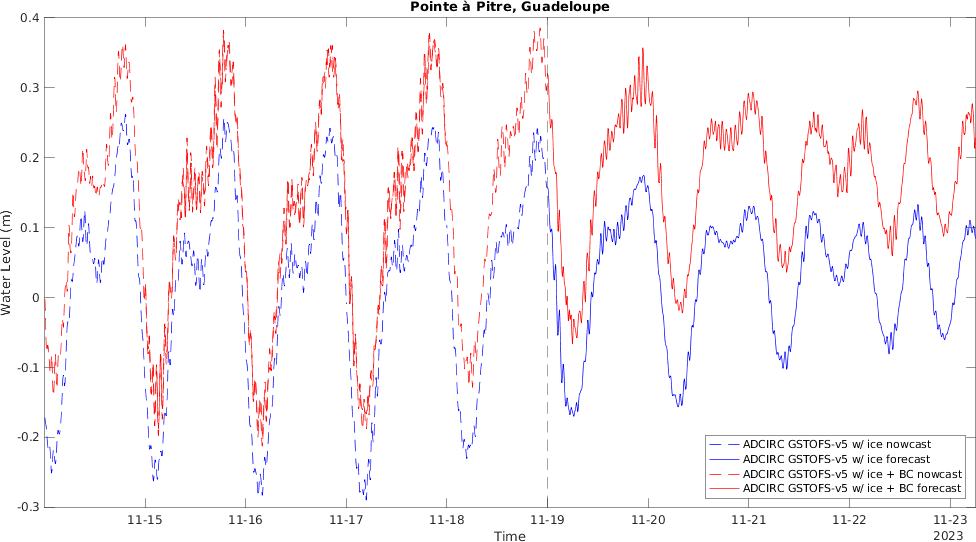 Pointe à Pitre, Guadeloupe
0.4
0.3
0.2
0.1
0
-0.1
-0.2
-0.3
Water Level (m)
ADCIRC GSTOFS-v5 w/ ice nowcast
ADCIRC GSTOFS-v5 w/ ice forecast
ADCIRC GSTOFS-v5 w/ ice + BC nowcast
ADCIRC GSTOFS-v5 w/ ice + BC forecast
11-15 11-16 11-17 11-18 11-19 11-20 11-21 11-22 11-23
Time 2023